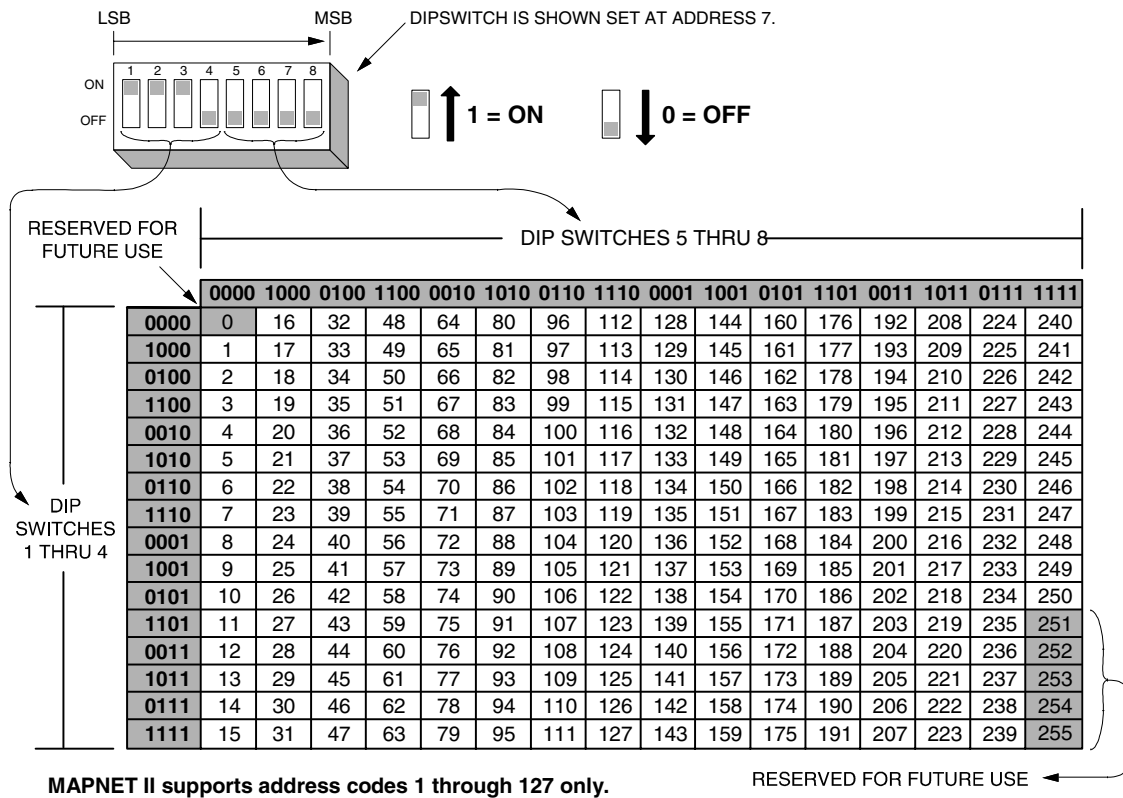 LSB MSB DIPSWITCH IS SHOWN SET AT ADDRESS 7.
1 2 3 4 5 6 7 8
ON
OFF
1 = ON 0 = OFF
RESERVED FOR
FUTURE USE
DIP SWITCHES 5 THRU 8
0000 1000 0100 1100 0010 1010 0110 1110 0001 1001 0101 1101 0011 1011 0111 1111
0000 0 16 32 48 64 80 96 112 128 144 160 176 192 208 224 240
1000 1 17 33 49 65 81 97 113 129 145 161 177 193 209 225 241
0100 2 18 34 50 66 82 98 114 130 146 162 178 194 210 226 242
1100 3 19 35 51 67 83 99 115 131 147 163 179 195 211 227 243
0010 4 20 36 52 68 84 100 116 132 148 164 180 196 212 228 244
1010 5 21 37 53 69 85 101 117 133 149 165 181 197 213 229 245
0110 6 22 38 54 70 86 102 118 134 150 166 182 198 214 230 246
1110 7 23 39 55 71 87 103 119 135 151 167 183 199 215 231 247
0001 8 24 40 56 72 88 104 120 136 152 168 184 200 216 232 248
1001 9 25 41 57 73 89 105 121 137 153 169 185 201 217 233 249
0101 10 26 42 58 74 90 106 122 138 154 170 186 202 218 234 250
1101 11 27 43 59 75 91 107 123 139 155 171 187 203 219 235 251
0011 12 28 44 60 76 92 108 124 140 156 172 188 204 220 236 252
1011 13 29 45 61 77 93 109 125 141 157 173 189 205 221 237 253
0111 14 30 46 62 78 94 110 126 142 158 174 190 206 222 238 254
1111 15 31 47 63 79 95 111 127 143 159 175 191 207 223 239 255
DIP
SWITCHES
1 THRU 4
MAPNET II supports address codes 1 through 127 only.
RESERVED FOR FUTURE USE